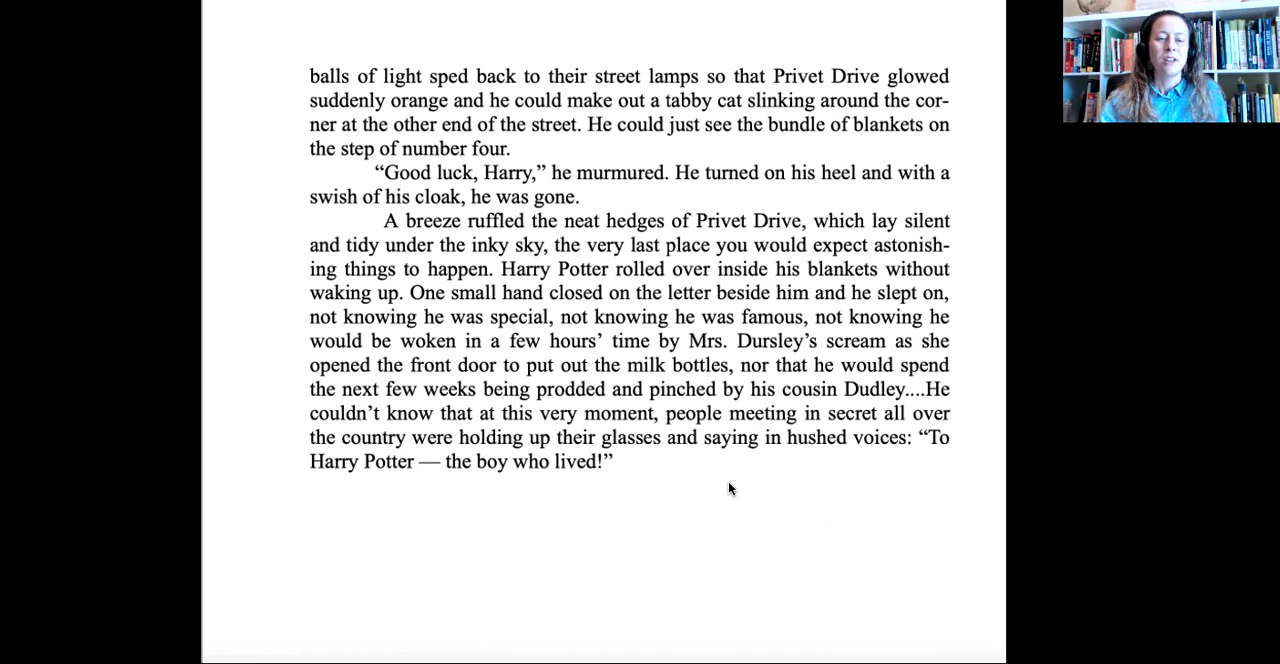 balls of light sped back to their street lamps so that Privet Drive glowed
suddenly orange and he could make out a tabby cat slinking around the cor-
ner at the other end of the street. He could just see the bundle of blankets on
the step of number four.
“Good luck, Harry,” he murmured. He turned on his heel and with a
swish of his cloak, he was gone.
A breeze ruffled the neat hedges of Privet Drive, which lay silent
and tidy under the inky sky, the very last place you would expect astonish-
ing things to happen. Harry Potter rolled over inside his blankets without
waking up. One small hand closed on the letter beside him and he slept on,
not knowing he was special, not knowing he was famous, not knowing he
would be woken in a few hours’ time by Mrs. Dursley’s scream as she
opened the front door to put out the milk bottles, nor that he would spend
the next few weeks being prodded and pinched by his cousin Dudley....He
couldn’t know that at this very moment, people meeting in secret all over
the country were holding up their glasses and saying in hushed voices: “To
Harry Potter — the boy who lived!”